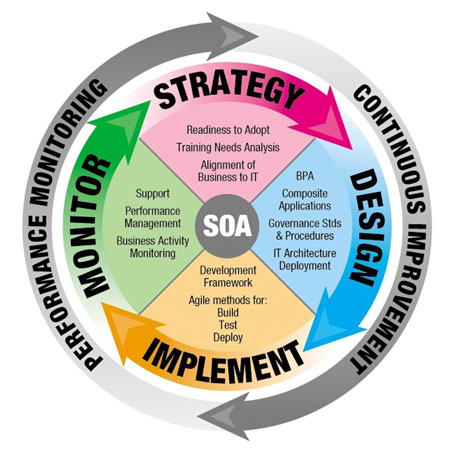 PERFORMANCE MONITORING
CONTINUOUS IMPROVEMENT
STRATEGY
Readiness to Adopt
Training Needs Analysis
Alignment of
Business to IT
DESIGN
BPA
Composite
Applications
Governance Stds
& Procedures
IT Architecture
Deployment
IMPLEMENT
Development
Framework
Agile methods for:
Build
Test
Deploy
MONITOR
Support
Performance
Management
Business Activity
Monitoring
SOA